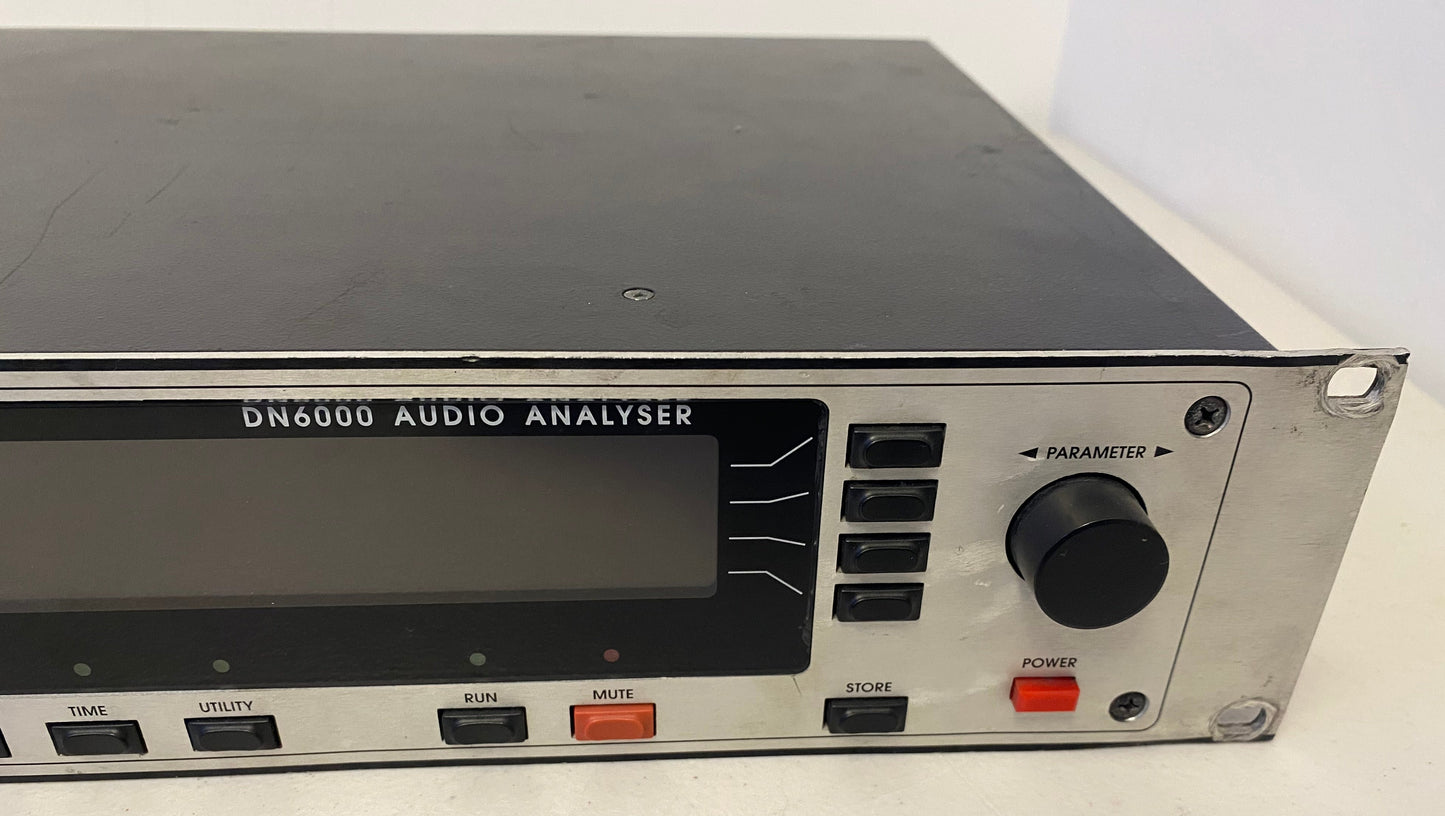 DN6000 AUDIO ANALYSER
◄ PARAMETER ►
POWER
STORE
MUTE
RUN
UTILITY
TIME